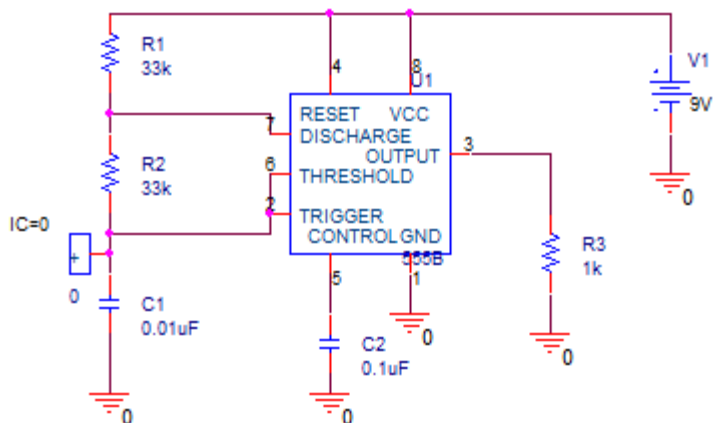 R1
33k
4
8
U1
V1
9V
0
7
RESET VCC
DISCHARGE
OUTPUT
3
R2
33k
6
THRESHOLD
2
TRIGGER
CONTROL GND
555B
IC=0
+
0
5
1
R3
1k
C1
0.01uF
0
C2
0.1uF
0
0
0